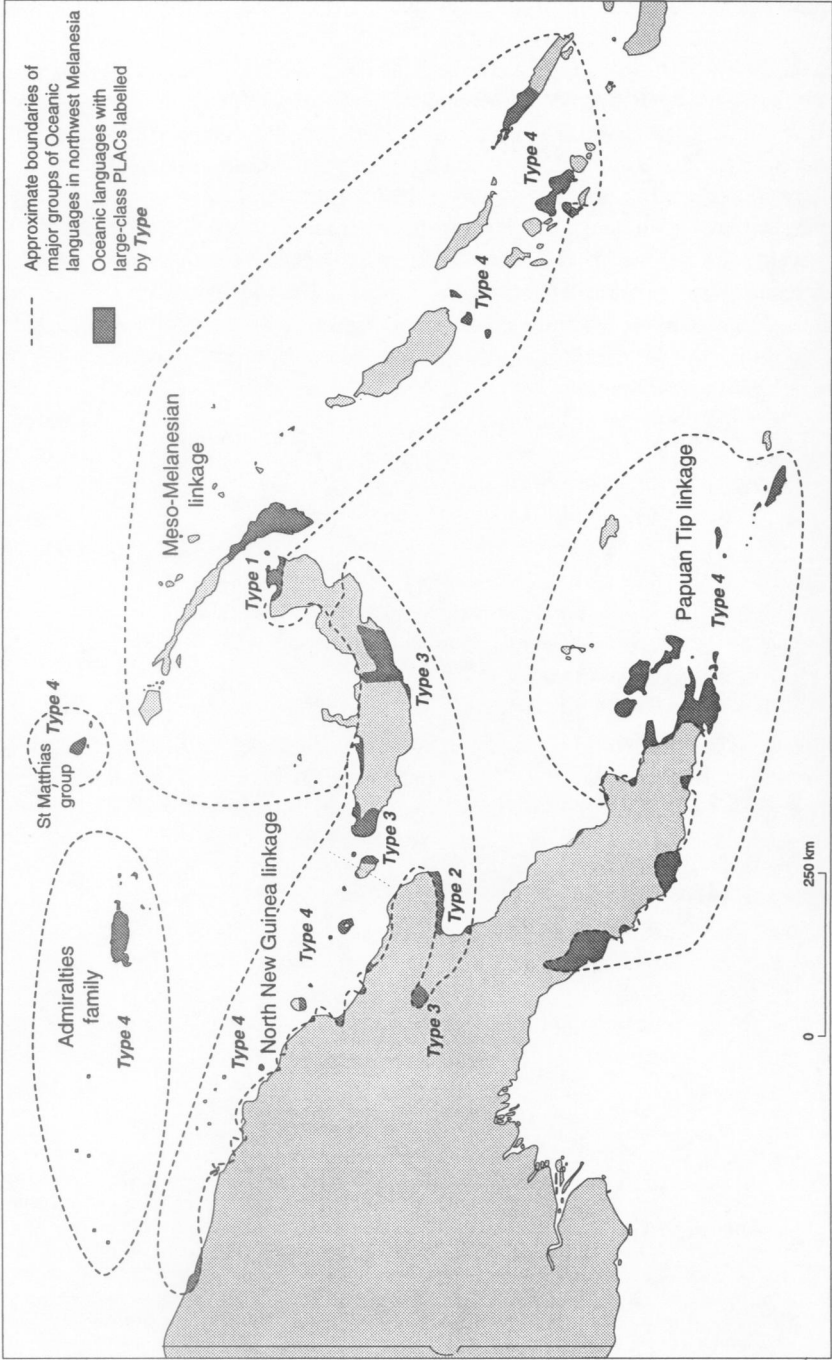 Approximate boundaries of
major groups of Oceanic
languages in northwest Melanesia
Oceanic languages with
large-class PLACs labelled
by Type
St Matthias
group
Type 4
Admiralties
family
Type 4
Meso-Melanesian
linkage
Type 1
Type 4
Type 4
North New Guinea linkage
Type 4
Type 4
Type 3
Type 3
Type 2
Type 3
Papuan Tip linkage
Type 4
0
250 km